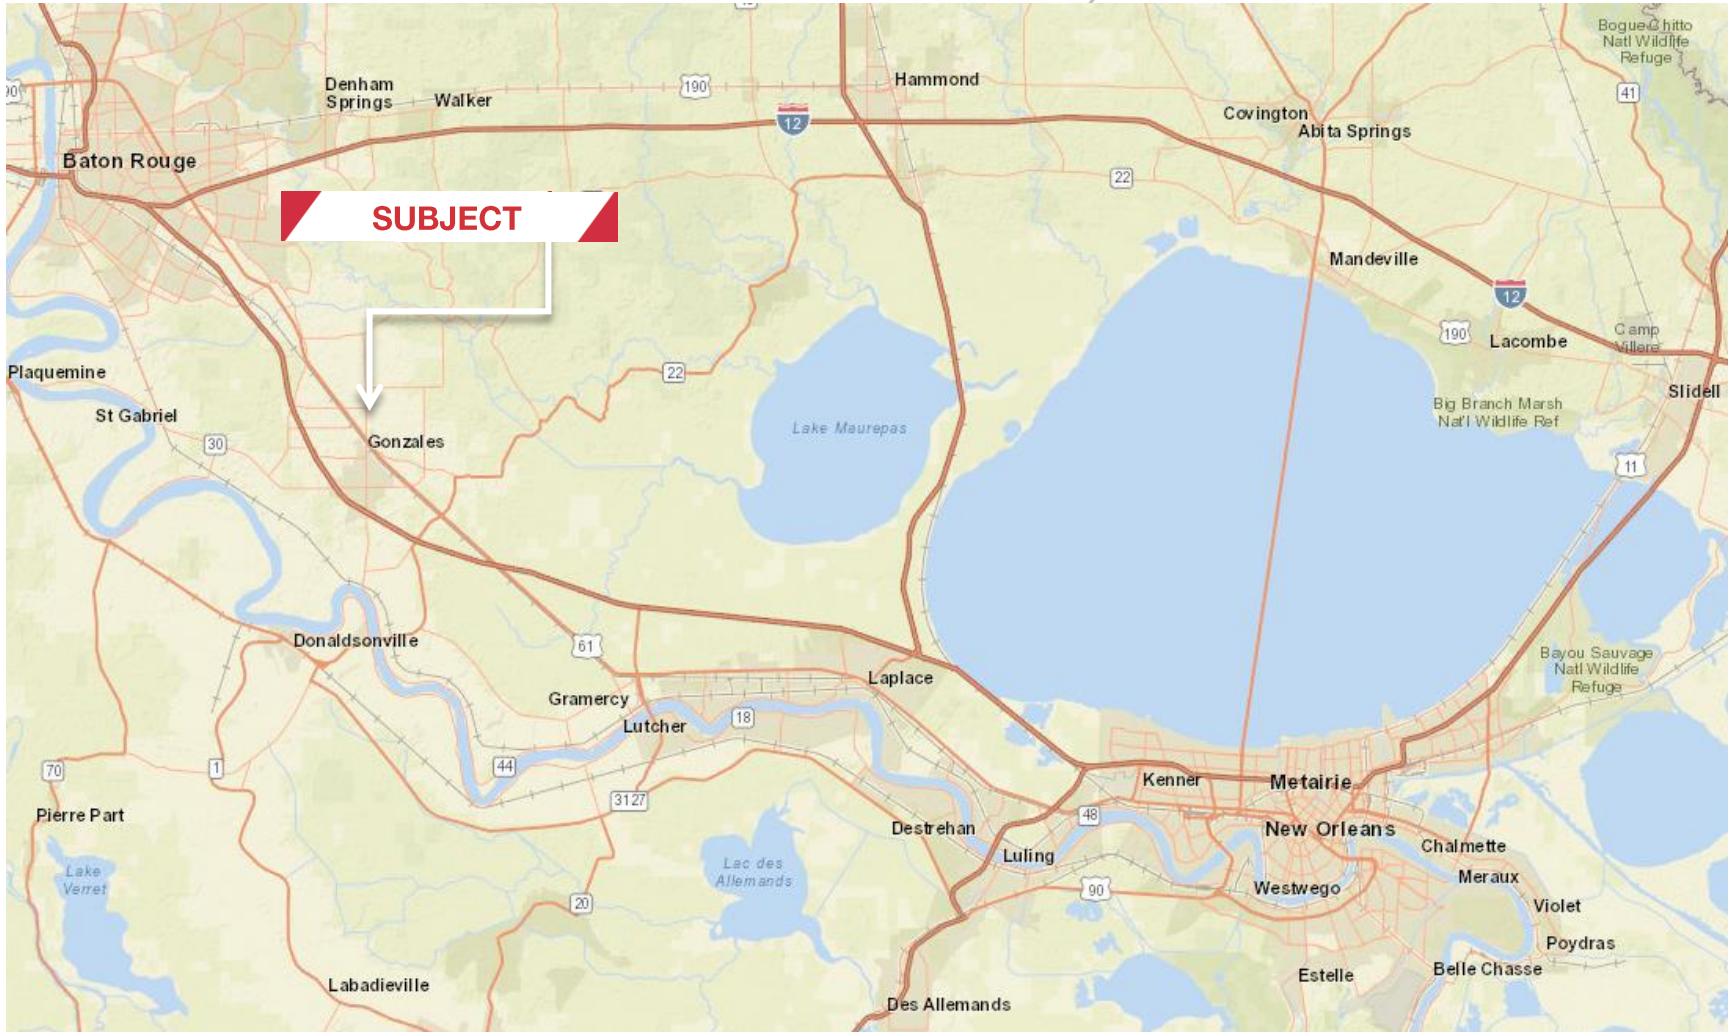 Bogue Chitto
Natl Wildlife
Refuge
Hammond
Denham
Springs
Walker
190
41
90
Covington
12
Abita Springs
Baton Rouge
22
SUBJECT
Mandeville
12
190
Camp
Villere
Lacombe
Plaquemine
22
Slidell
St Gabriel
Big Branch Marsh
Nat'l Wildlife Ref
Lake Maurepas
30
Gonzales
11
Donaldsonville
61
Bayou Sauvage
Natl Wildlife
Refuge
Laplace
Gramercy
18
Lutcher
70
1
44
Kenner
Metairie
3127
Pierre Part
48
Destrehan
New Orleans
Chalmette
Luling
Lac des
Allemands
Lake
Verret
Meraux
90
Westwego
20
Violet
Poydras
Belle Chasse
Estelle
Labadieville
Des Allemands